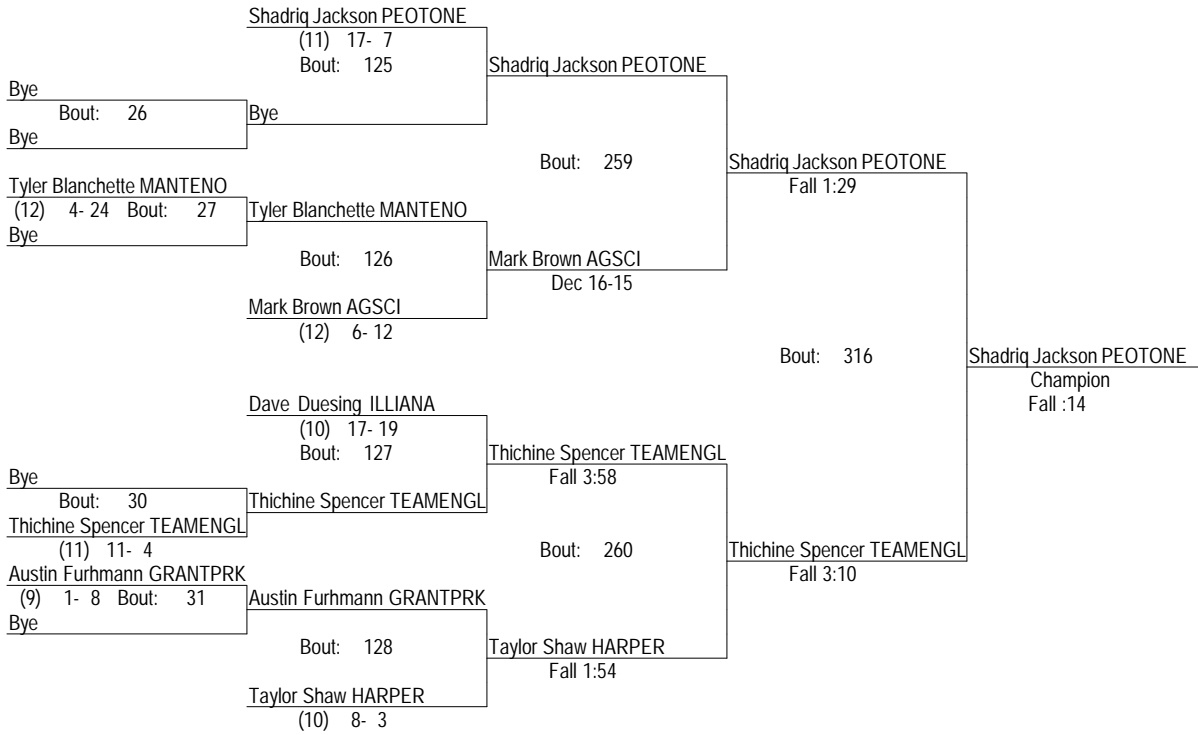 Shadriq Jackson PEOTONE
(11) 17- 7
Bout: 125
Shadriq Jackson PEOTONE
Bye
Bout: 26
Bye
Bye
Bout: 259
Shadriq Jackson PEOTONE
Fall 1:29
Tyler Blanchette MANTENO
(12) 4- 24 Bout: 27
Tyler Blanchette MANTENO
Bye
Bout: 126
Mark Brown AGSCI
Dec 16-15
Mark Brown AGSCI
(12) 6- 12
Bout: 316
Shadriq Jackson PEOTONE
Champion
Fall :14
Dave Duesing ILLIANA
(10) 17- 19
Bout: 127
Thichine Spencer TEAMENGL
Fall 3:58
Bye
Bout: 30
Thichine Spencer TEAMENGL
Thichine Spencer TEAMENGL
(11) 11- 4
Bout: 260
Thichine Spencer TEAMENGL
Fall 3:10
Austin Furhmann GRANTPRK
(9) 1- 8 Bout: 31
Austin Furhmann GRANTPRK
Bye
Bout: 128
Taylor Shaw HARPER
Fall 1:54
Taylor Shaw HARPER
(10) 8- 3